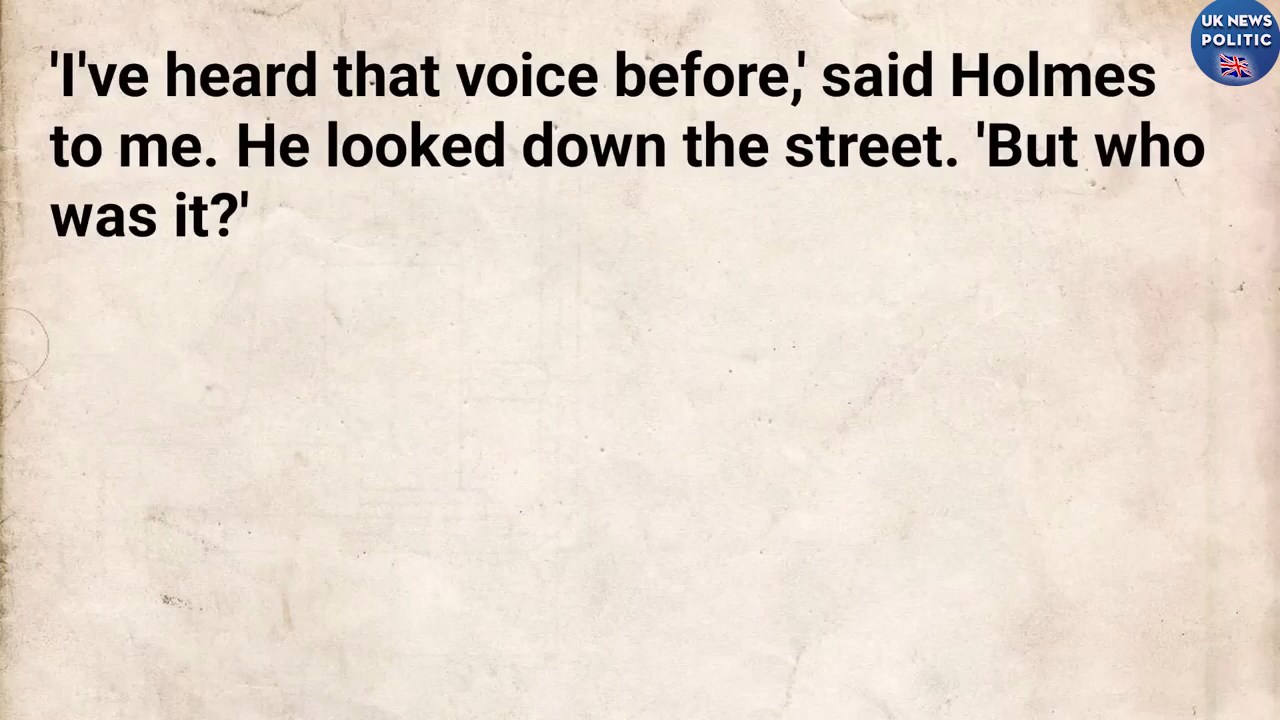 UK NEWS
POLITIC
'I've heard that voice before,' said Holmes
to me. He looked down the street. 'But who
was it?'